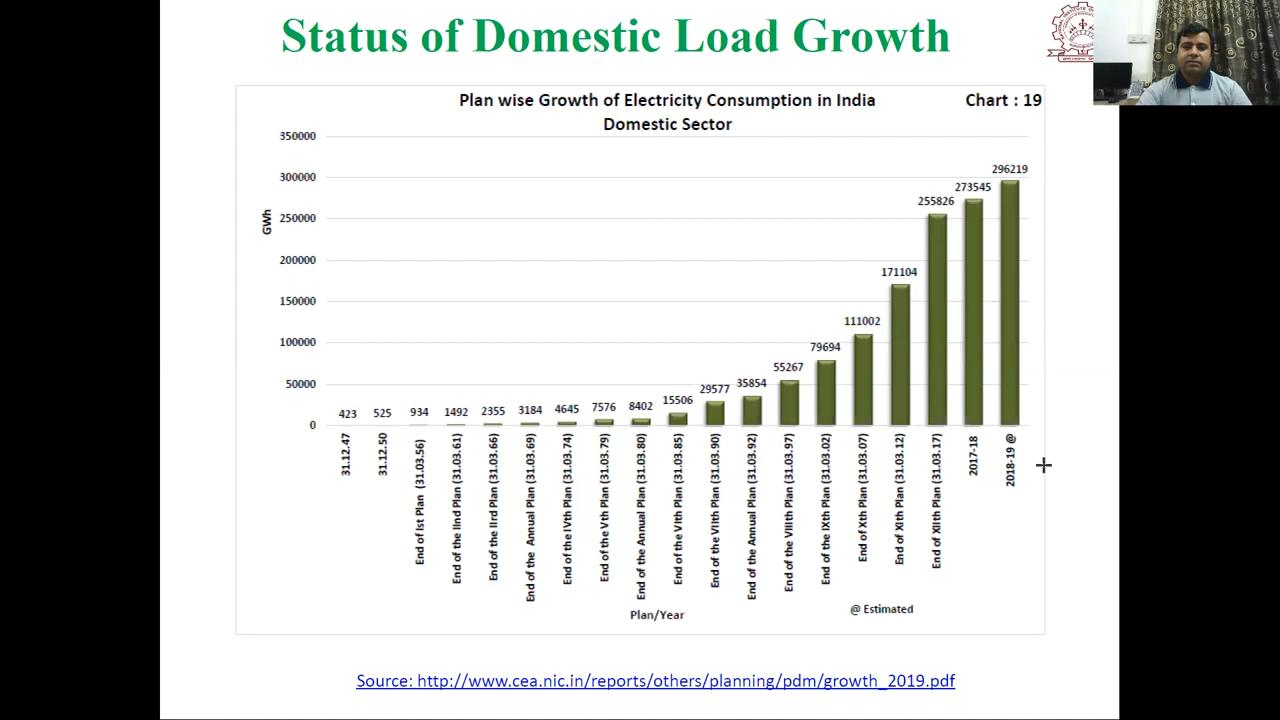 Status of Domestic Load Growth
Plan wise Growth of Electricity Consumption in India
Domestic Sector
Chart : 19
GWh
350000
300000
250000
200000
150000
100000
50000
0
423
525
934
1492
2355
3184
4645
7576
8402
15506
29577
35854
55267
79694
111002
171104
255826
273545
296219
31.12.47
31.12.50
End of Ist Plan (31.03.56)
End of the IInd Plan (31.03.61)
End of the IIrd Plan (31.03.66)
End of the Annual Plan (31.03.69)
End of the IVth Plan (31.03.74)
End of the Vth Plan (31.03.79)
End of the Annual Plan (31.03.80)
End of the VIth Plan (31.03.85)
End of the VIIth Plan (31.03.90)
End of the Annual Plan (31.03.92)
End of the VIIIth Plan (31.03.97)
End of the IXth Plan (31.03.02)
End of Xth Plan (31.03.07)
End of XIth Plan (31.03.12)
End of XIIth Plan (31.03.17)
2017-18
2018-19 @
Plan/Year
@ Estimated
Source: http://www.cea.nic.in/reports/others/planning/pdm/growth_2019.pdf